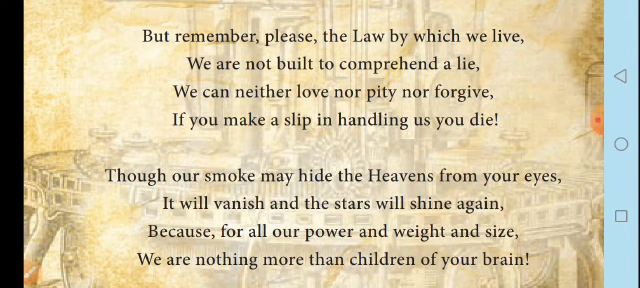 But remember, please, the Law by which we live,
We are not built to comprehend a lie,
We can neither love nor pity nor forgive,
If you make a slip in handling us you die!
Though our smoke may hide the Heavens from your eyes,
It will vanish and the stars will shine again,
Because, for all our power and weight and size,
We are nothing more than children of your brain!